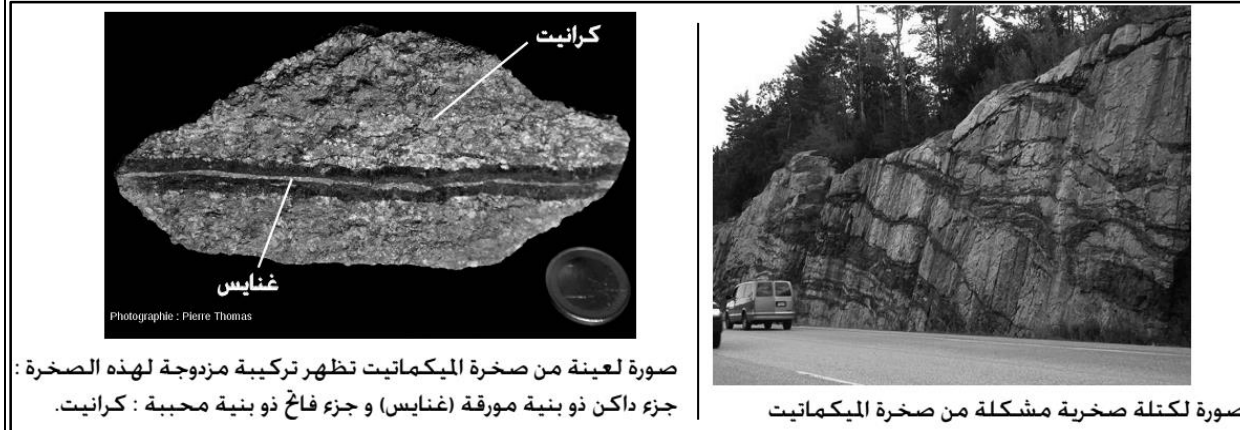 كرانيت
غنايس
Photographie : Pierre Thomas
صورة لعينة من صخرة الميكماتيت تظهر تركيبة مزدوجة لهذه الصخرة :
جزء داكن ذو بنية مورقة (غنايس) و جزء فاتح ذو بنية محببة : كرانيت.
صورة لكتلة صخرية مشكلة من صخرة الميكماتيت